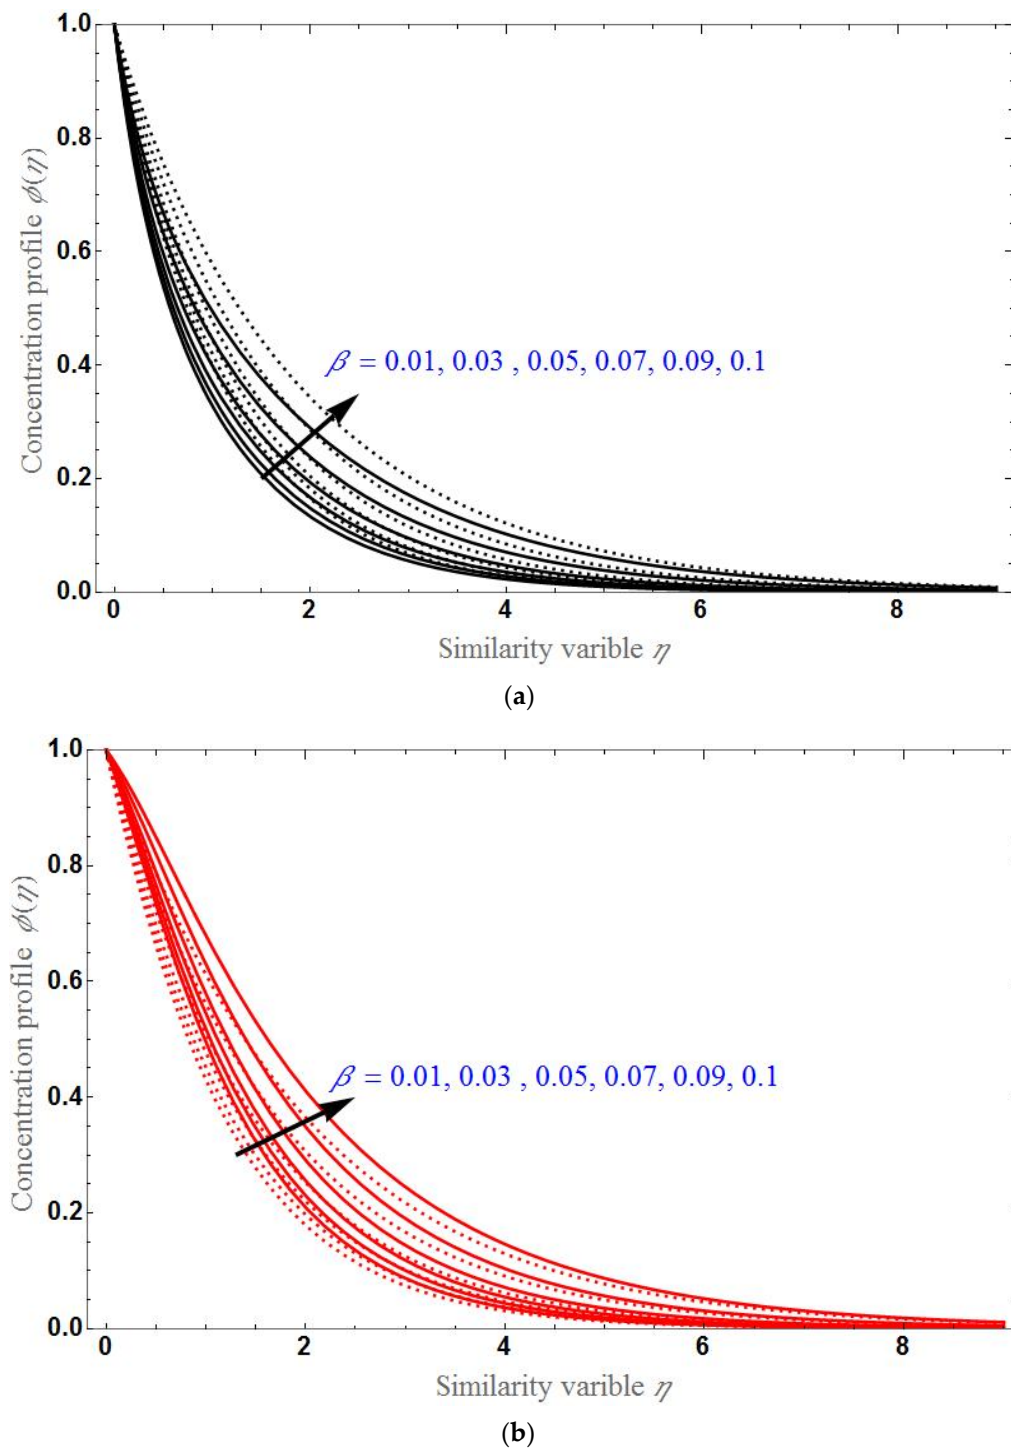 1.0
0.8
0.6
0.4
0.2
0.0
Concentration profile ϕ(η)
β = 0.01, 0.03 , 0.05, 0.07, 0.09, 0.1
0 2 4 6 8
Similarity varible η
(a)
1.0
0.8
0.6
0.4
0.2
0.0
Concentration profile ϕ(η)
β = 0.01, 0.03 , 0.05, 0.07, 0.09, 0.1
0 2 4 6 8
Similarity varible η
(b)